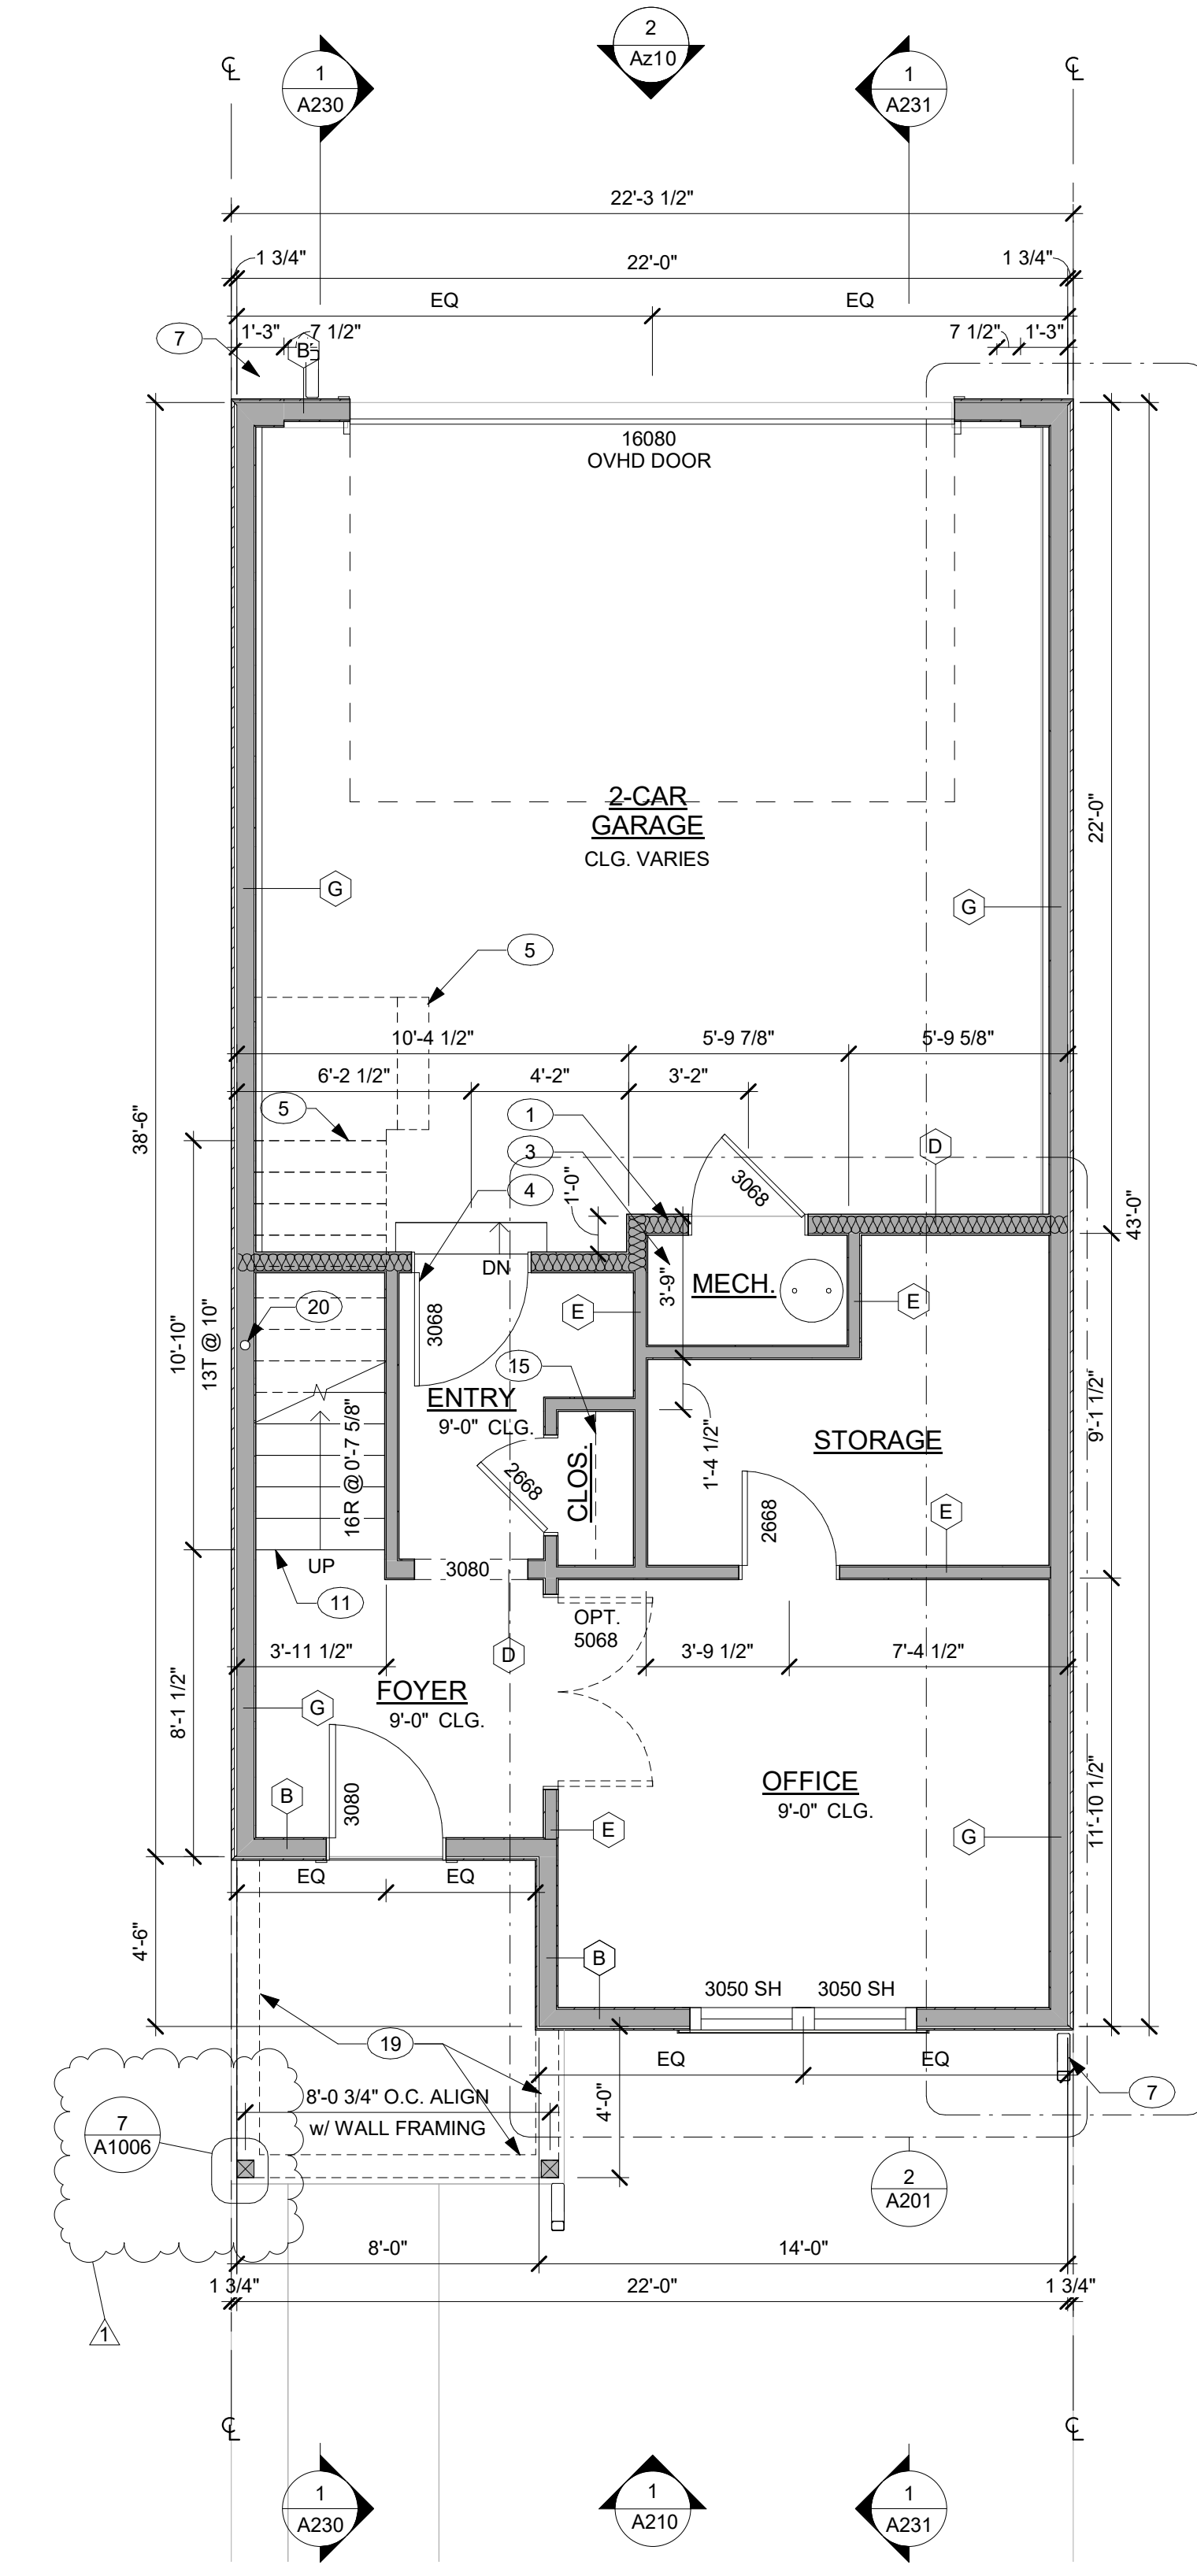 2
Az10
1
A230
1
A231
℄
℄
22'-3 1/2"
1 3/4"
22'-0"
1 3/4"
EQ
EQ
7
1'-3"
7 1/2"
7 1/2"
1'-3"
B
16080
OVHD DOOR
2-CAR
GARAGE
CLG. VARIES
22'-0"
G
G
5
10'-4 1/2"
5'-9 7/8"
5'-9 5/8"
6'-2 1/2"
4'-2"
3'-2"
38'-6"
5
1
3
4
1'-0"
3068
D
43'-0"
DN
MECH.
3'-9"
E
E
20
3068
10'-10"
13T @ 10"
15
ENTRY
9'-0" CLG.
16R @ 0'-7 5/8"
2668
CLOS.
1'-4 1/2"
STORAGE
9'-1 1/2"
2668
E
UP
3080
11
OPT.
5068
3'-11 1/2"
D
3'-9 1/2"
7'-4 1/2"
8'-1 1/2"
FOYER
9'-0" CLG.
G
B
3080
OFFICE
9'-0" CLG.
E
G
11'-10 1/2"
EQ
EQ
4'-6"
B
3050 SH
3050 SH
19
EQ
EQ
7
8'-0 3/4" O.C. ALIGN
w/ WALL FRAMING
4'-0"
7
A1006
2
A201
8'-0"
14'-0"
1 3/4"
22'-0"
1 3/4"
1
℄
℄
1
A230
1
A210
1
A231